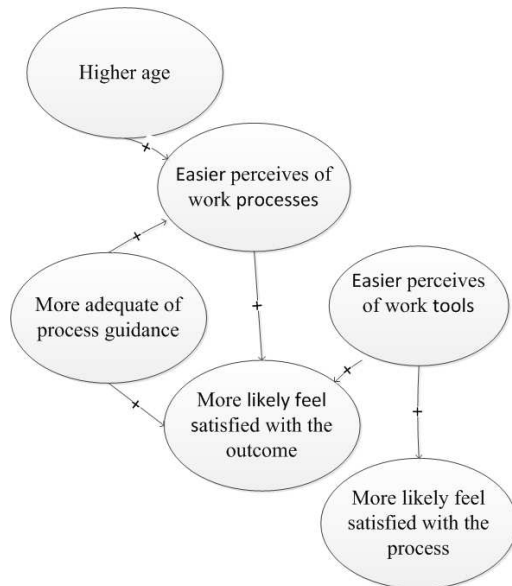 Higher age
+
Easier perceives of
work processes
+
More adequate of
process guidance
Easier perceives
of work tools
+
+
+
+
More likely feel
satisfied with the
outcome
More likely feel
satisfied with the
process